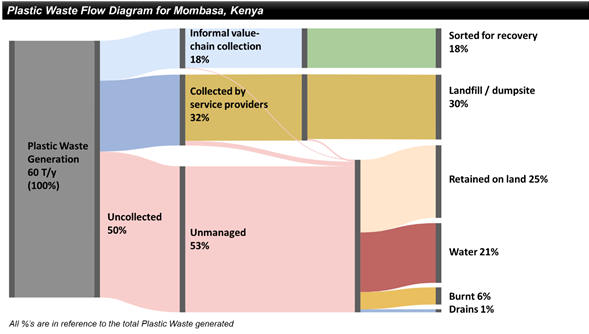 Plastic Waste Flow Diagram for Mombasa, Kenya
Informal value-
chain collection
18%
Sorted for recovery
18%
Collected by
service providers
32%
Landfill / dumpsite
30%
Plastic Waste
Generation
60 T/y
(100%)
Retained on land 25%
Uncollected
50%
Unmanaged
53%
Water 21%
Burnt 6%
Drains 1%
All %'s are in reference to the total Plastic Waste generated